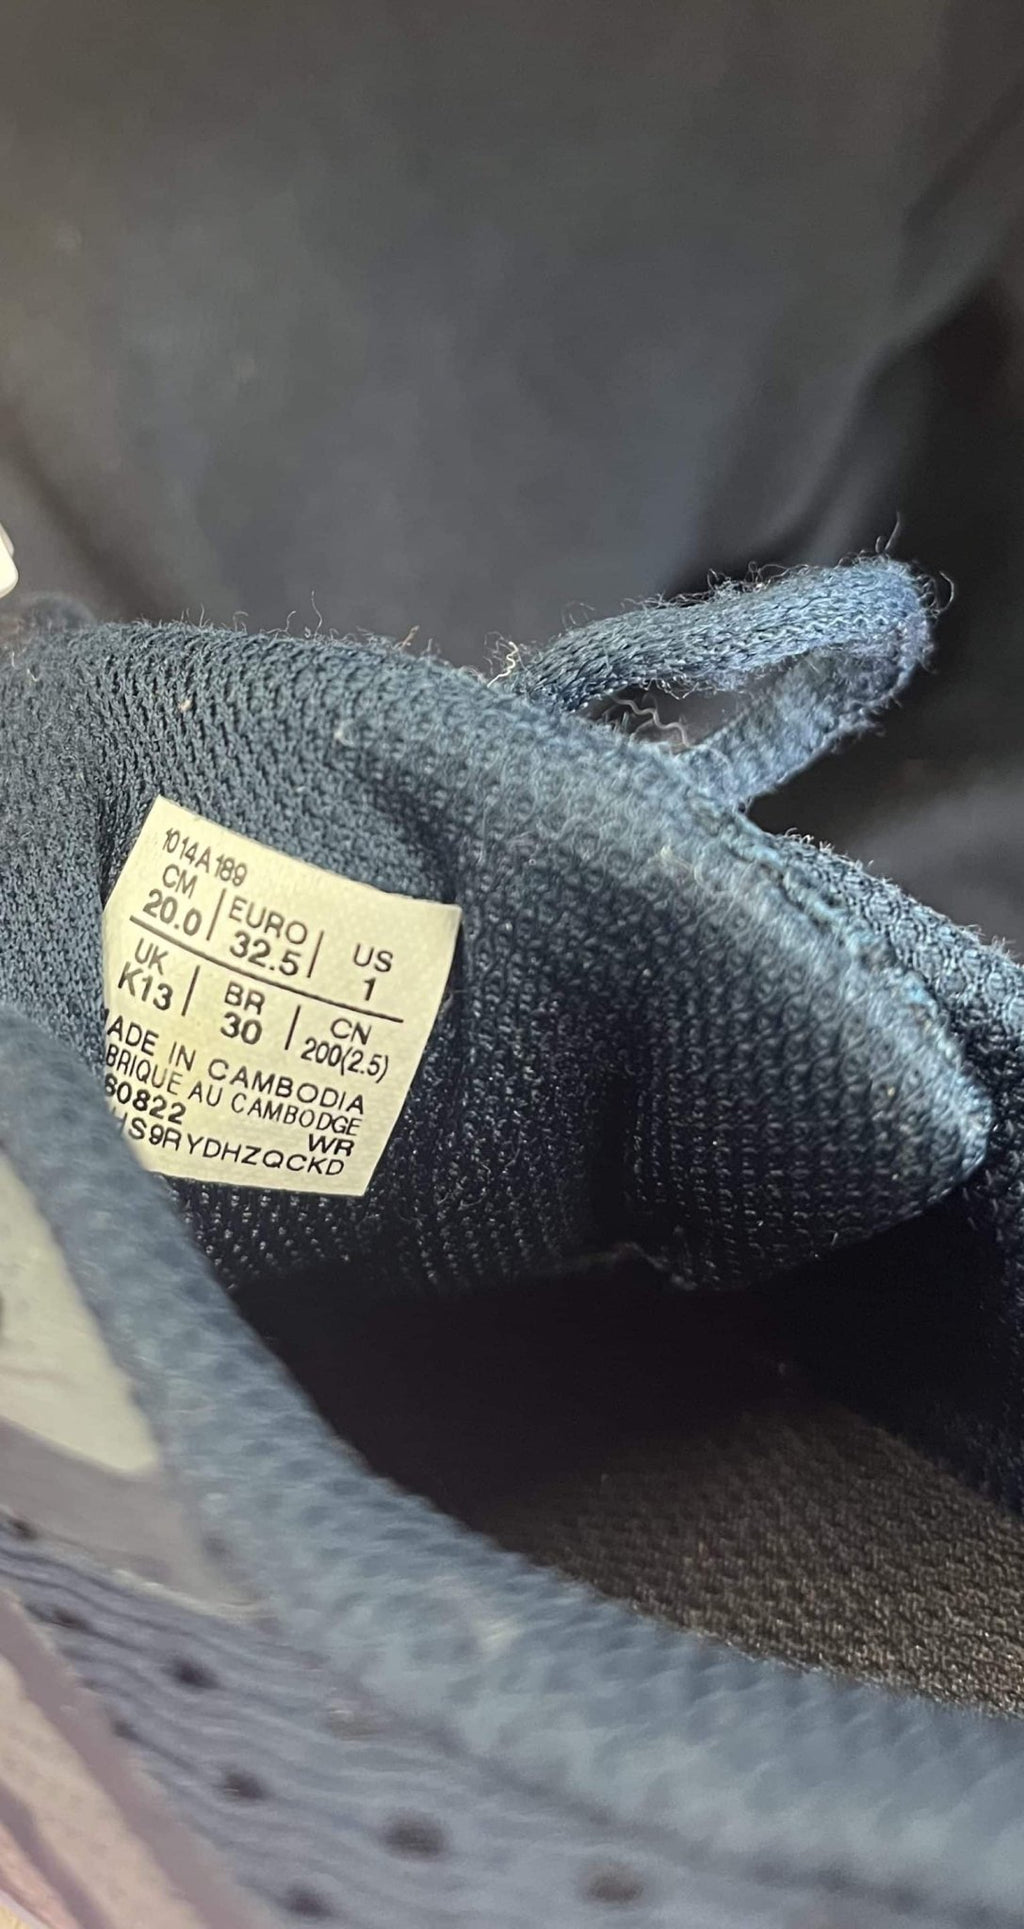 1014A189
CM EURO US
20.0 32.5 1
UK BR CN
K13 30 200(2.5)
ADE IN CAMBODIA
BRIQUE AU CAMBODGE
60822 WR
S9RYDHZQCKD